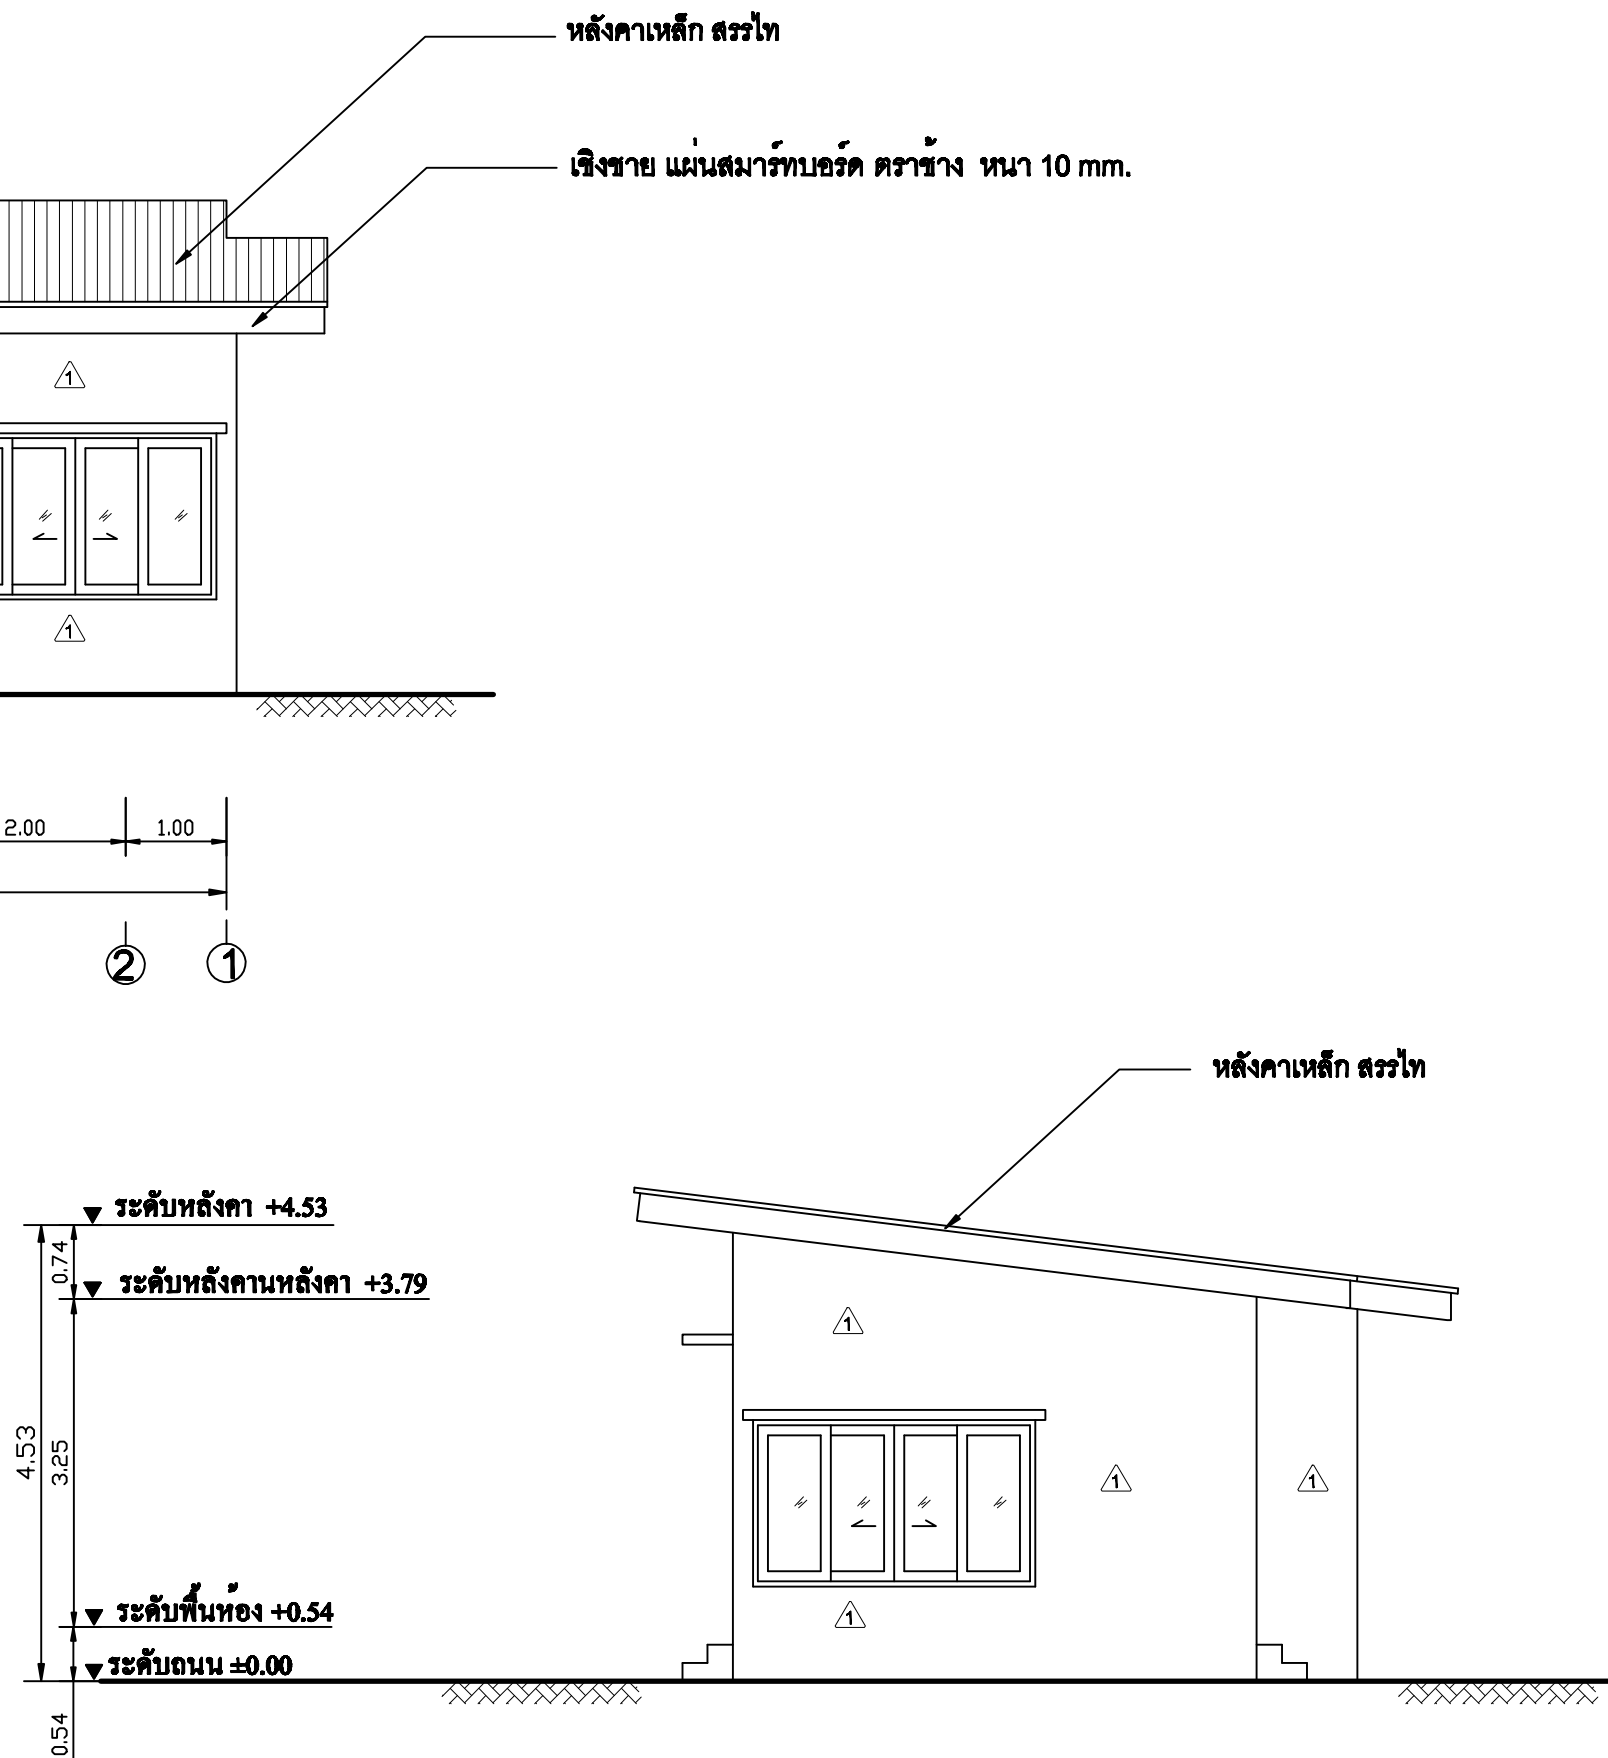 หลังคาเหล็ก สรรไท
เชิงชาย แผ่นสมาร์ทบอร์ด ตราช้าง หนา 10 mm.
1
1
2.00
1.00
2
1
หลังคาเหล็ก สรรไท
ระดับหลังคา +4.53
0.74
ระดับหลังคานหลังคา +3.79
1
4.53
3.25
1
1
ระดับพื้นห้อง +0.54
1
ระดับถนน ±0.00
0.54